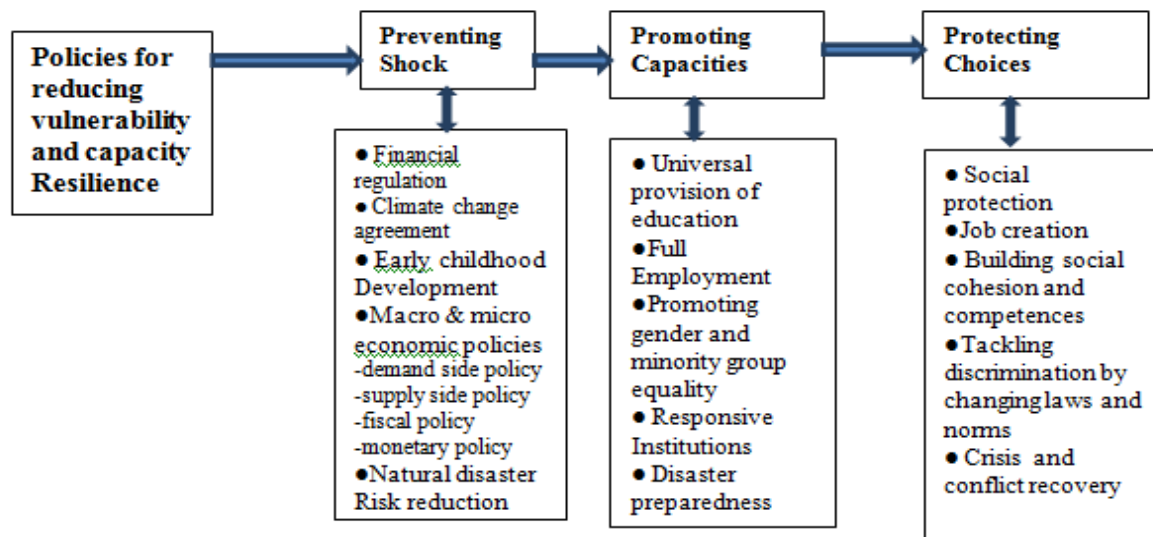 Policies for
reducing
vulnerability
and capacity
Resilience
Preventing
Shock
● Financial
regulation
● Climate change
agreement
● Early childhood
Development
●Macro & micro
economic policies
-demand side policy
-supply side policy
-fiscal policy
-monetary policy
●Natural disaster
Risk reduction
Promoting
Capacities
● Universal
provision of
education
●Full
Employment
●Promoting
gender and
minority group
equality
● Responsive
Institutions
● Disaster
preparedness
Protecting
Choices
● Social
protection
●Job creation
● Building social
cohesion and
competences
●Tackling
discrimination by
changing laws and
norms
● Crisis and
conflict recovery